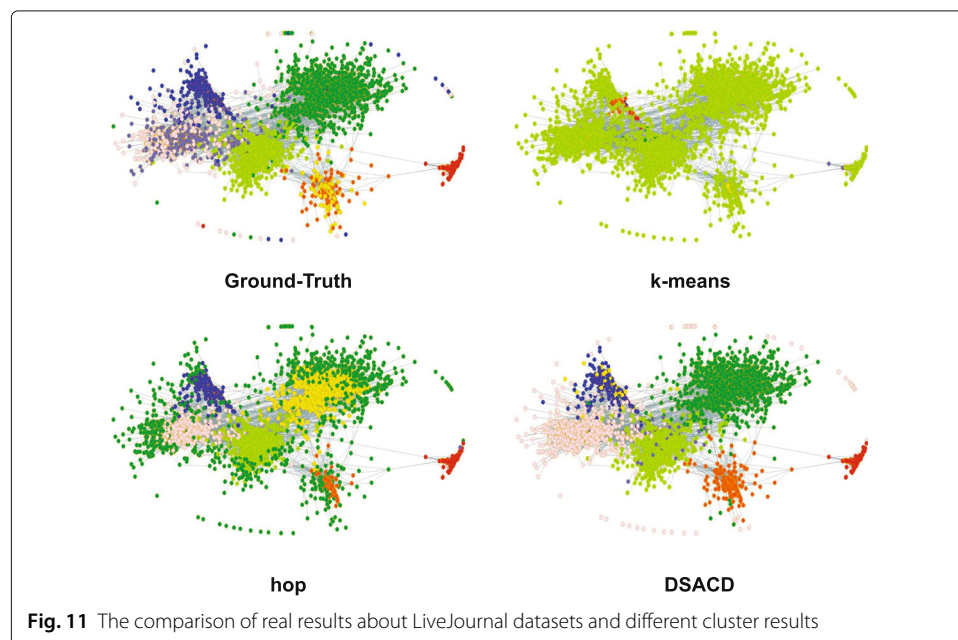 Ground-Truth
k-means
hop
DSACD
Fig. 11 The comparison of real results about LiveJournal datasets and different cluster results